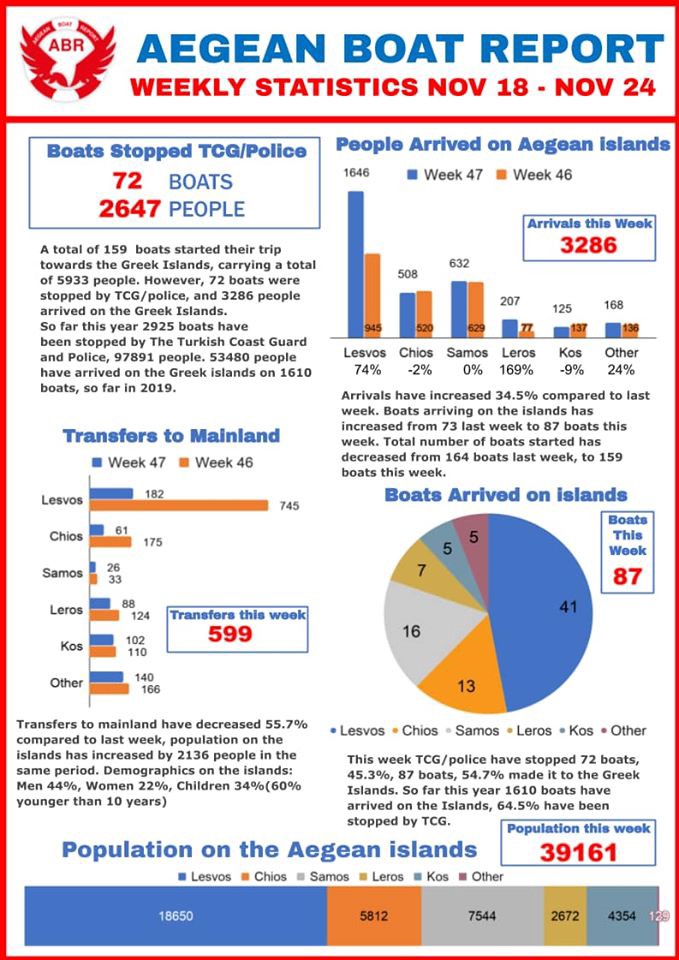 AEGEAN BOAT REPORT
ABR
AEGEAN BOAT REPORT
WEEKLY STATISTICS NOV 18 - NOV 24
Boats Stopped TCG/Police
72 BOATS
2647 PEOPLE
A total of 159 boats started their trip
towards the Greek Islands, carrying a total
of 5933 people. However, 72 boats were
stopped by TCG/police, and 3286 people
arrived on the Greek Islands.
So far this year 2925 boats have
been stopped by The Turkish Coast Guard
and Police, 97891 people. 53480 people
have arrived on the Greek islands on 1610
boats, so far in 2019.
People Arrived on Aegean islands
Week 47 Week 46
Arrivals this Week
3286
1646 508 632 207 125 168
945 520 629 77 137 136
Lesvos Chios Samos Leros Kos Other
74% -2% 0% 169% -9% 24%
Arrivals have increased 34.5% compared to last
week. Boats arriving on the islands has
increased from 73 last week to 87 boats this
week. Total number of boats started has
decreased from 164 boats last week, to 159
boats this week.
Transfers to Mainland
Week 47 Week 46
Lesvos 182
745
Chios 61
175
Samos 26
33
Leros 88
124
Kos 102
110
Other 140
166
Transfers this week
599
Transfers to mainland have decreased 55.7%
compared to last week, population on the
islands has increased by 2136 people in the
same period. Demographics on the islands:
Men 44%, Women 22%, Children 34%(60%
younger than 10 years)
Boats Arrived on islands
Boats
This
Week
87
41
13
16
7
5
5
Lesvos Chios Samos Leros Kos Other
This week TCG/police have stopped 72 boats,
45.3%, 87 boats, 54.7% made it to the Greek
Islands. So far this year 1610 boats have
arrived on the Islands, 64.5% have been
stopped by TCG.
Population this week
39161
Population on the Aegean islands
Lesvos Chios Samos Leros Kos Other
18650 5812 7544 2672 4354 129